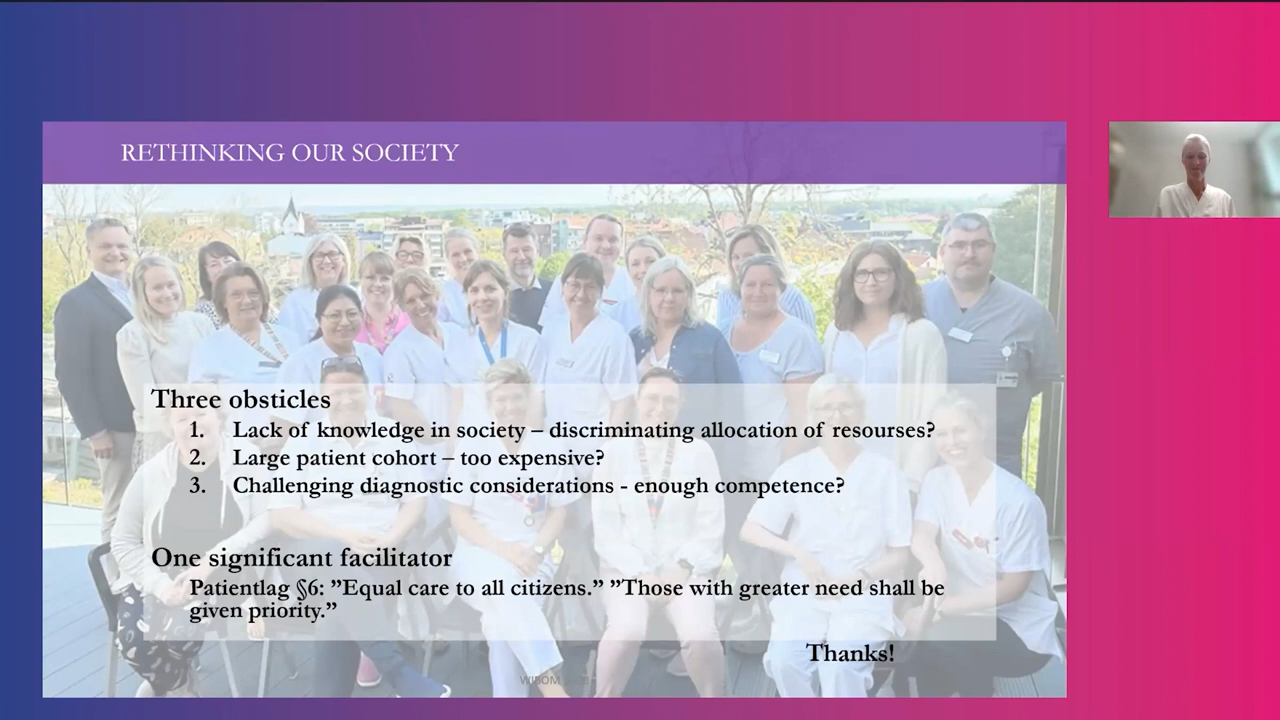 RETHINKING OUR SOCIETY
Three obsticles
1. Lack of knowledge in society – discriminating allocation of resourses?
2. Large patient cohort – too expensive?
3. Challenging diagnostic considerations - enough competence?
One significant facilitator
Patientlag §6: ”Equal care to all citizens.” ”Those with greater need shall be
given priority.”
Thanks!